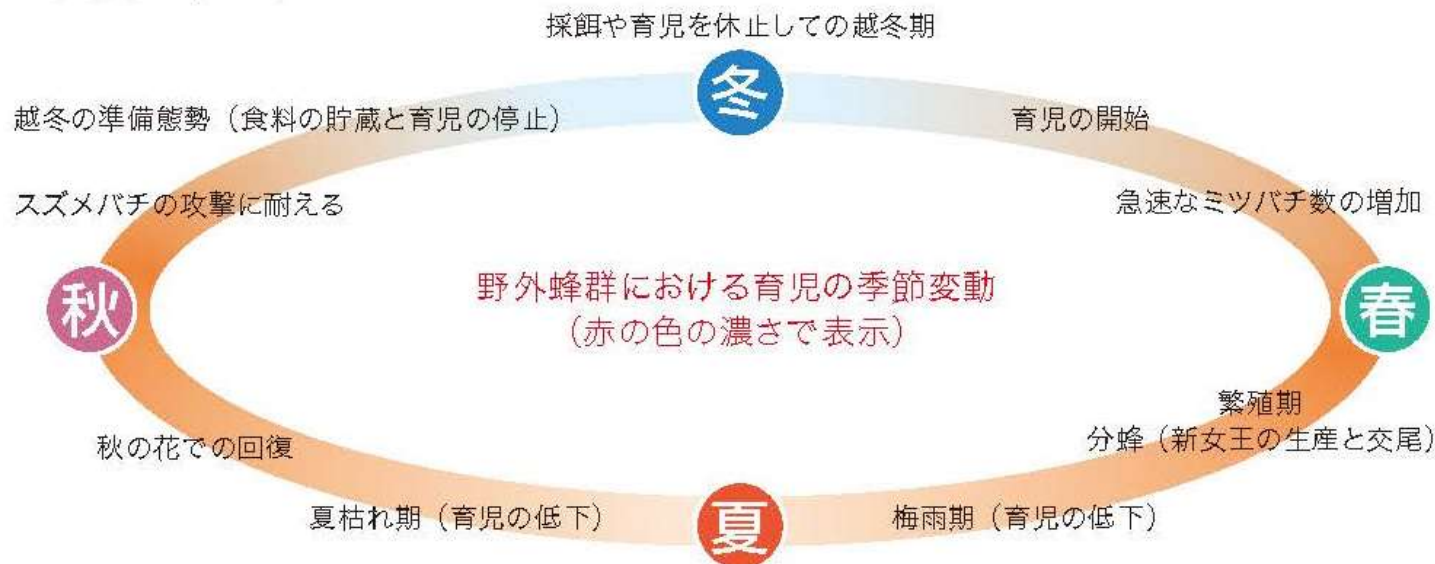 採餌や育児を休止しての越冬期
冬
越冬の準備態勢（食料の貯蔵と育児の停止）
育児の開始
スズメバチの攻撃に耐える
急速なミツバチ数の増加
野外蜂群における育児の季節変動
（赤の色の濃さで表示）
秋
春
繁殖期
分蜂（新女王の生産と交尾）
秋の花での回復
夏枯れ期（育児の低下）
夏
梅雨期（育児の低下）